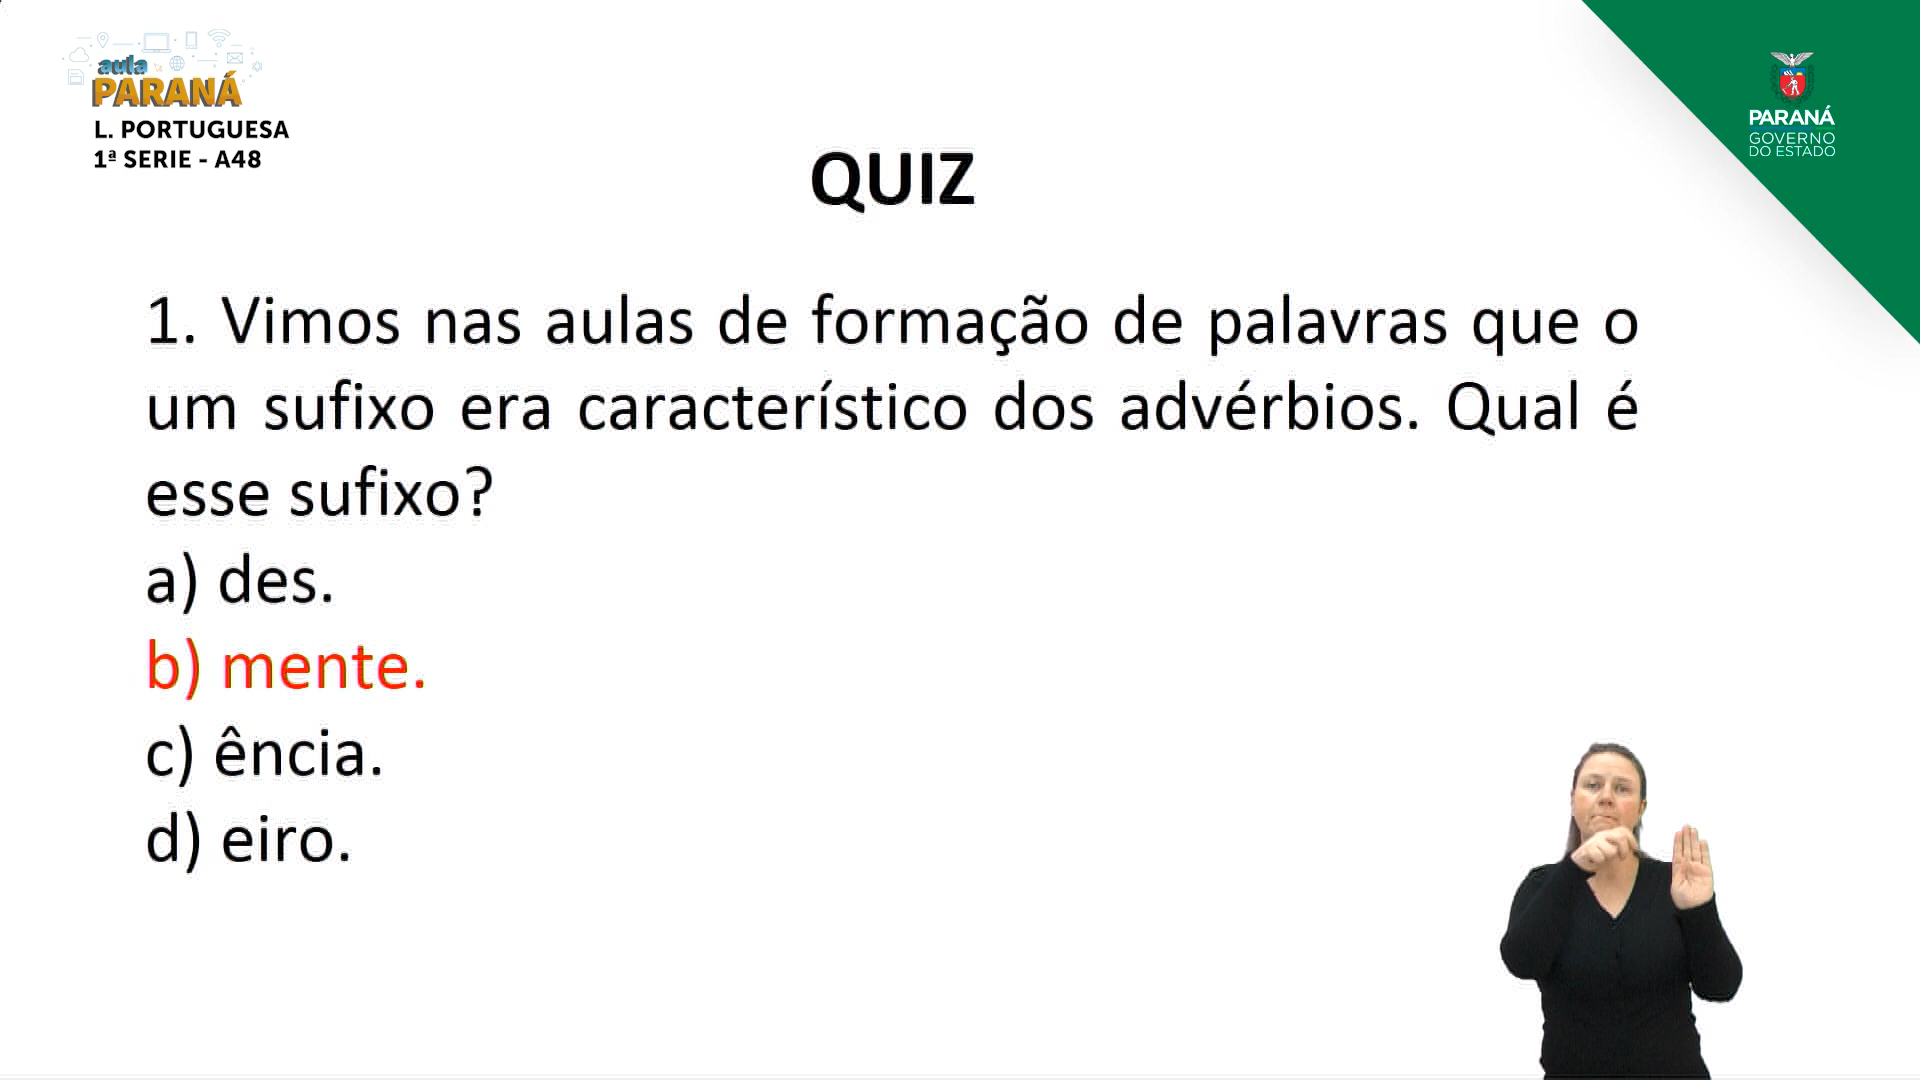 aula
PARANÁ
L. PORTUGUESA
1ª SERIE - A48
PARANÁ
GOVERNO
DO ESTADO
QUIZ
1. Vimos nas aulas de formação de palavras que o
um sufixo era característico dos advérbios. Qual é
esse sufixo?
a) des.
b) mente.
c) ência.
d) eiro.